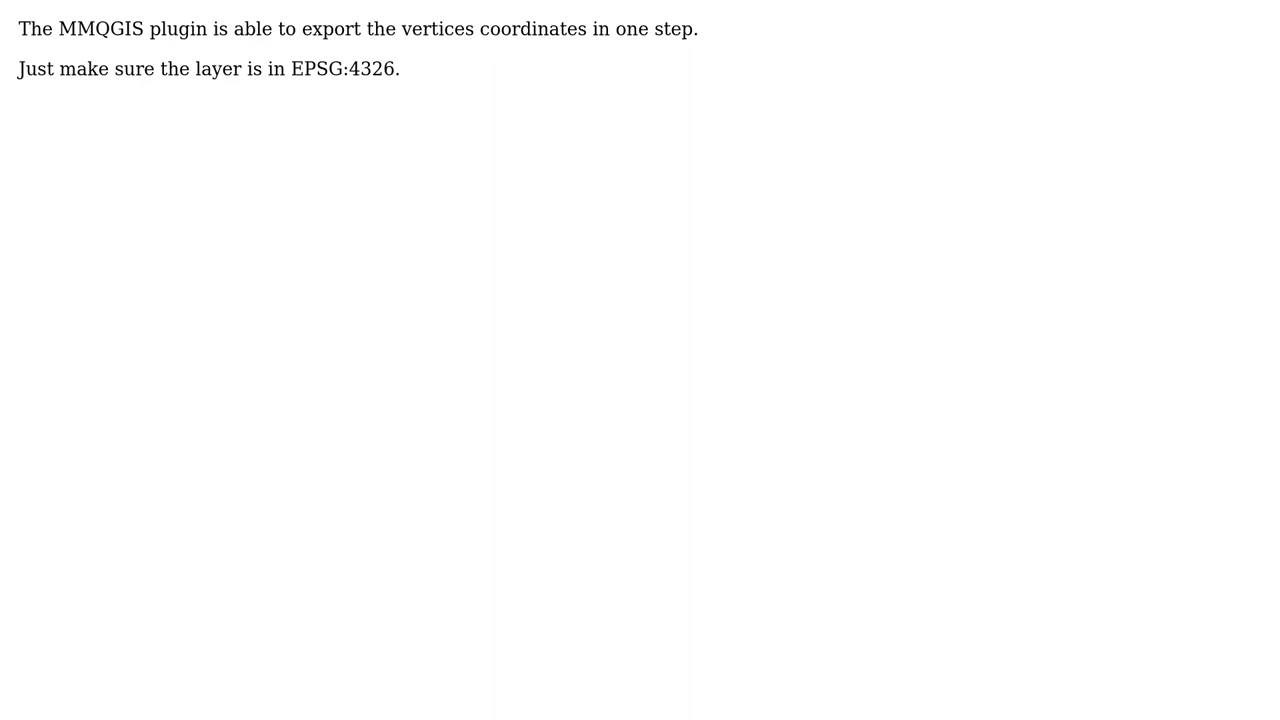 The MMQGIS plugin is able to export the vertices coordinates in one step.
Just make sure the layer is in EPSG:4326.